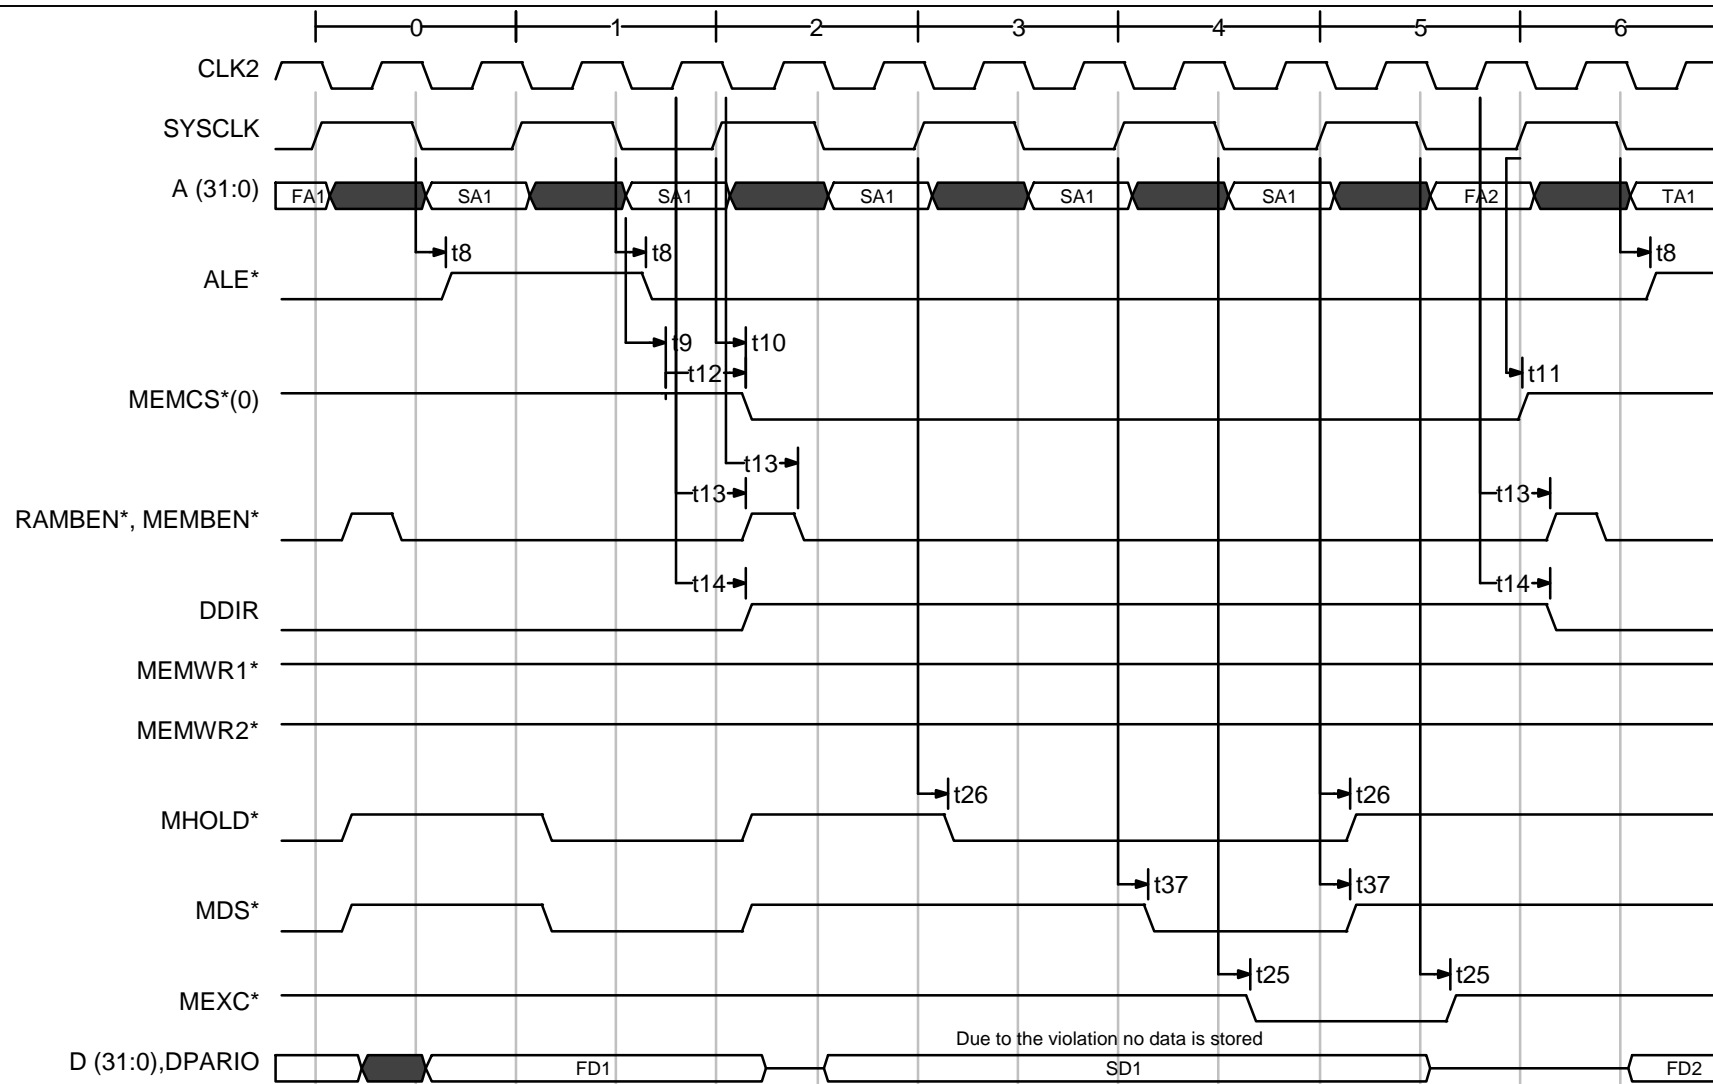 0 1 2 3 4 5 6
CLK2
SYSCLK
A (31:0) FA1 SA1 SA1 SA1 SA1 SA1 FA2 TA1
t8 t8 t8
ALE*
t9 t10
t12 t11
MEMCS*(0)
t13
t13 t13
RAMBEN*, MEMBEN*
t14 t14
DDIR
MEMWR1*
MEMWR2*
t26 t26
MHOLD*
t37 t37
MDS*
t25 t25
MEXC*
Due to the violation no data is stored
D (31:0),DPARIO FD1 SD1 FD2